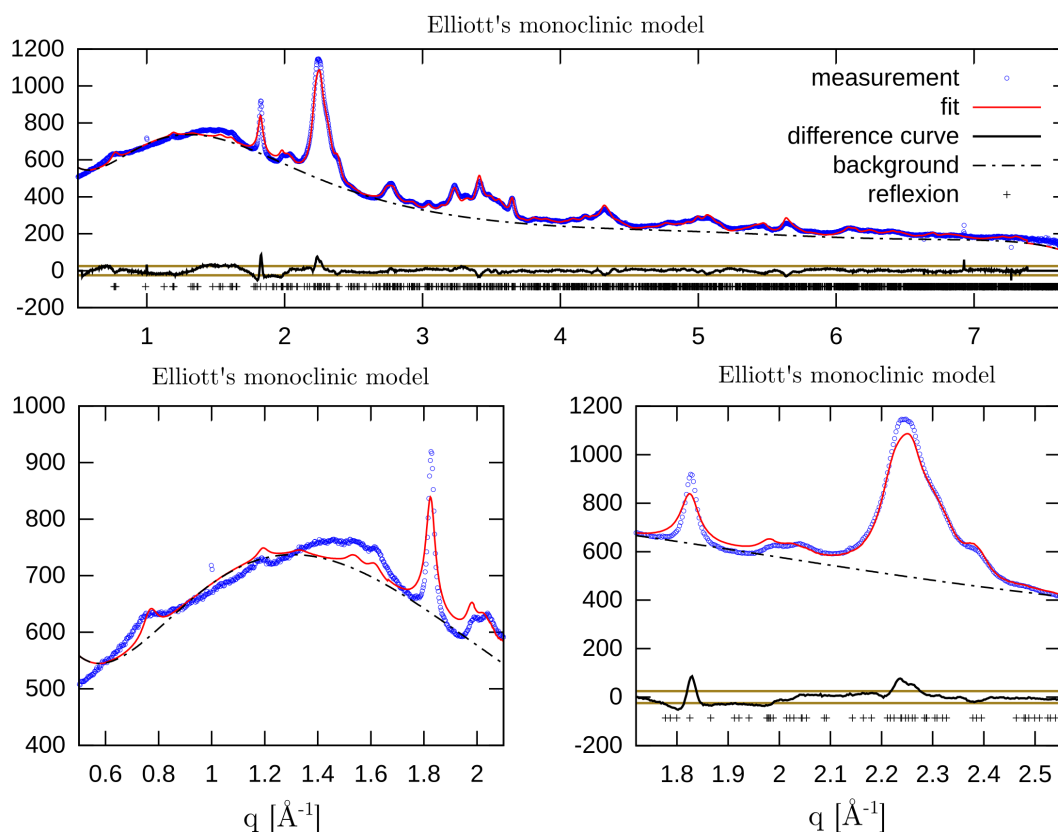 Elliott's monoclinic model
1200
1000
800
600
400
200
0
-200
1 2 3 4 5 6 7
measurement
fit
difference curve
background
reflexion
Elliott's monoclinic model
1000
900
800
700
600
500
400
0.6 0.8 1 1.2 1.4 1.6 1.8 2
q [Å-1]
Elliott's monoclinic model
1200
1000
800
600
400
200
0
-200
1.8 1.9 2 2.1 2.2 2.3 2.4 2.5
q [Å-1]